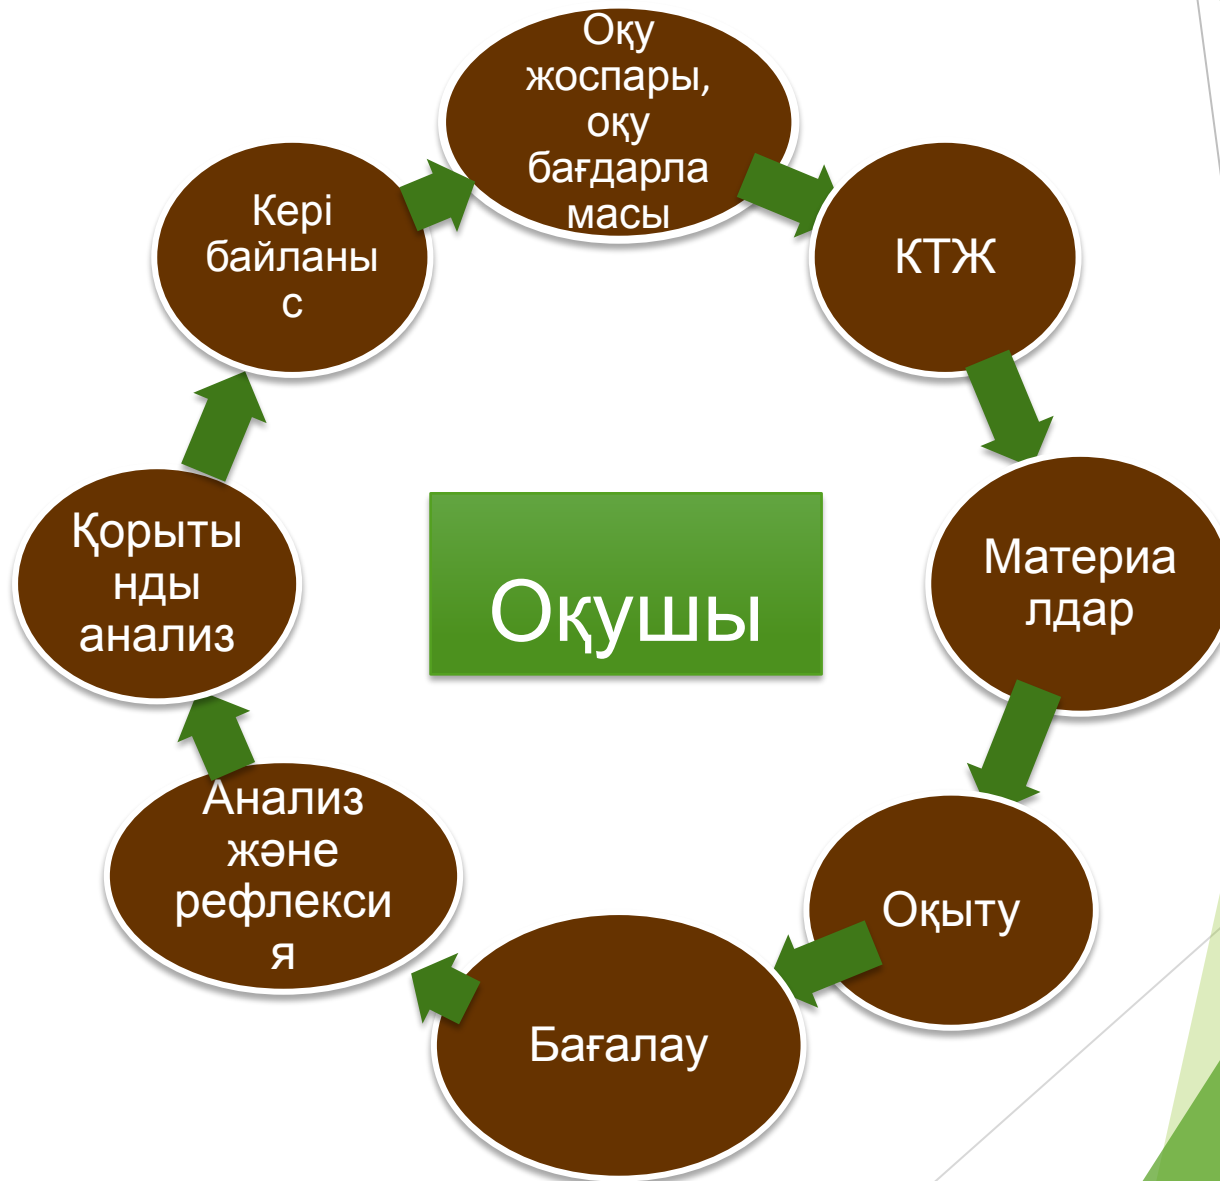 Оқу
жоспары,
оқу
бағдарла
масы
КТЖ
Материа
лдар
Оқыту
Бағалау
Анализ
және
рефлекси
я
Қорыты
нды
анализ
Кері
байланы
с
Оқушы